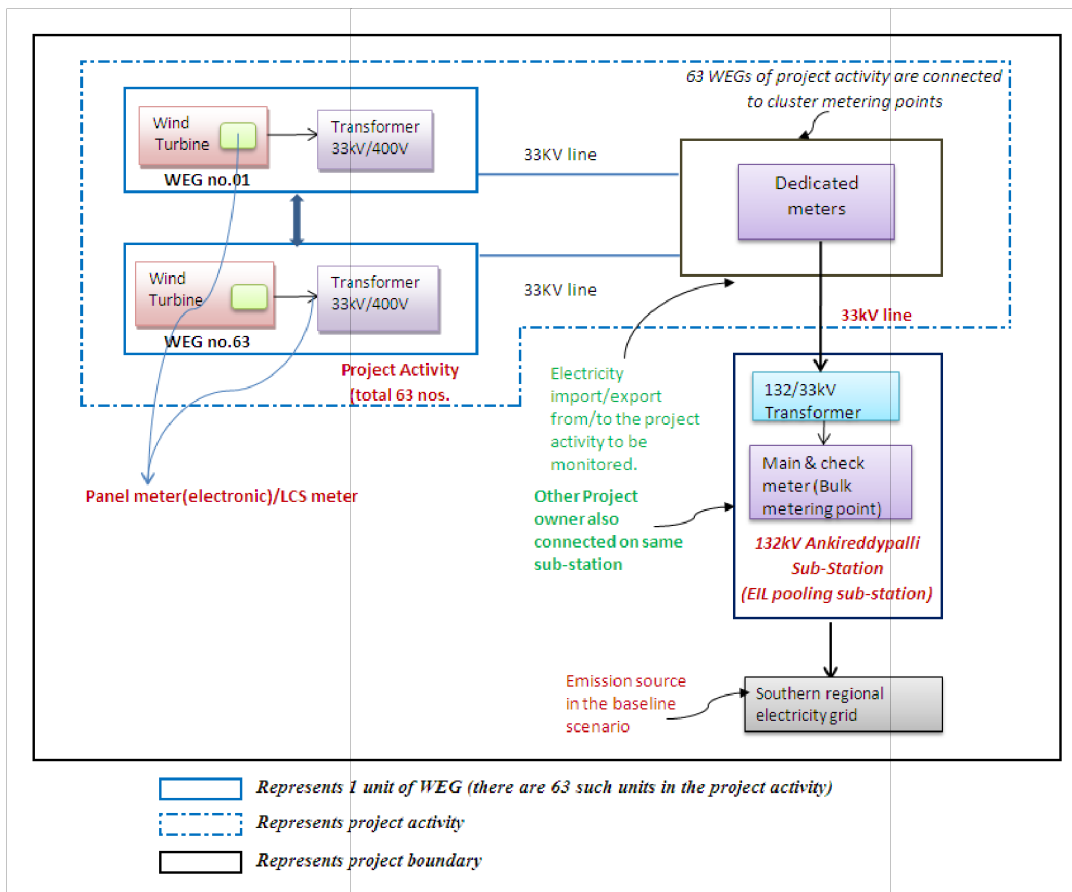 63 WEGs of project activity are connected
to cluster metering points
Wind
Turbine
Transformer
33kV/400V
WEG no.01
33KV line
Dedicated
meters
Wind
Turbine
Transformer
33kV/400V
WEG no.63
33KV line
33kV line
Project Activity
(total 63 nos.
Electricity
import/export
from/to the project
activity to be
monitored.
132/33kV
Transformer
Main & check
meter (Bulk
metering point)
Panel meter(electronic)/LCS meter
Other Project
owner also
connected on same
sub-station
132kV Ankireddypalli
Sub-Station
(EIL pooling sub-station)
Emission source
in the baseline
scenario
Southern regional
electricity grid
Represents 1 unit of WEG (there are 63 such units in the project activity)
Represents project activity
Represents project boundary